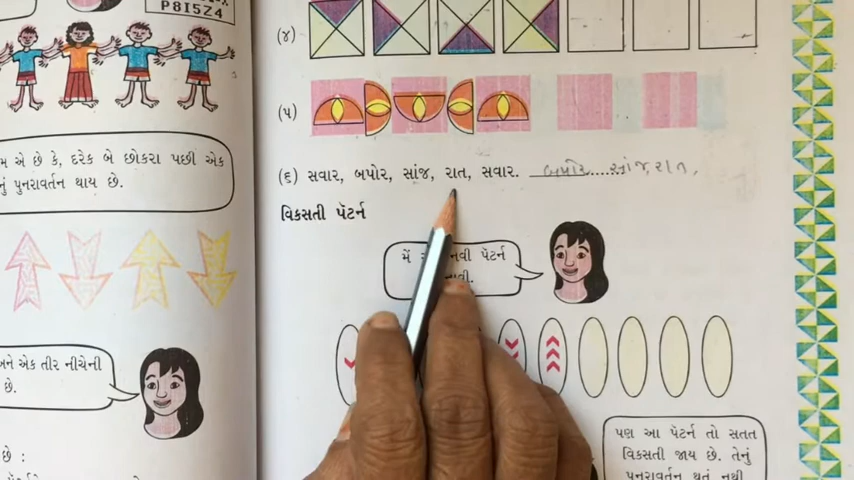 P8I5Z4
મ એ છે કે, દરેક બે છોકરા પછી એક
નું પુનરાવર્તન થાય છે.
અને એક તીર નીચેની
છે.
છે :
(૪)
(૫)
(૬) સવાર, બપોર, સાંજ, રાત, સવાર. બપોર.....સાંજ, રાત.
વિકસતી પૅટર્ન
મેં નવી પૅટર્ન
પણ આ પૅટર્ન તો સતત
વિકસતી જાય છે. તેનું
પુનરાવર્તન થતું નથી